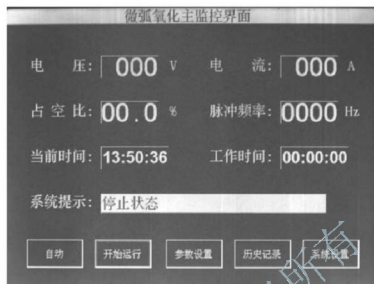 微弧氧化主监控界面
电 压: 000 V 电 流: 000 A
占 空 比: 00.0 % 脉冲频率: 0000 Hz
当前时间: 13:50:36 工作时间: 00:00:00
系统提示: 停止状态
自动 开始运行 参数设置 历史记录 系统设置
所有